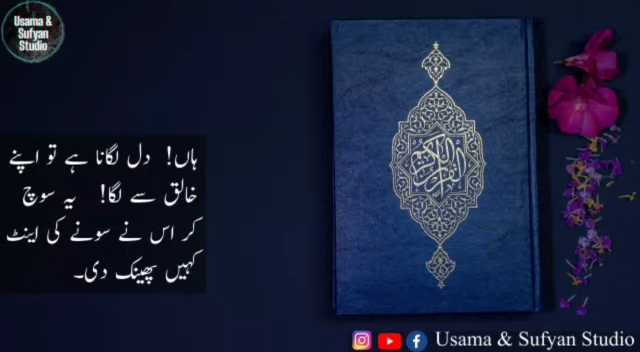 Usama &
Sufyan
Studio
ہاں! دل لگانا ہے تو اپنے
خالق سے لگا! یہ سوچ
کر اس نے سونے کی اینٹ
کہیں پھینک دی۔
القرآن الكريم
Usama & Sufyan Studio